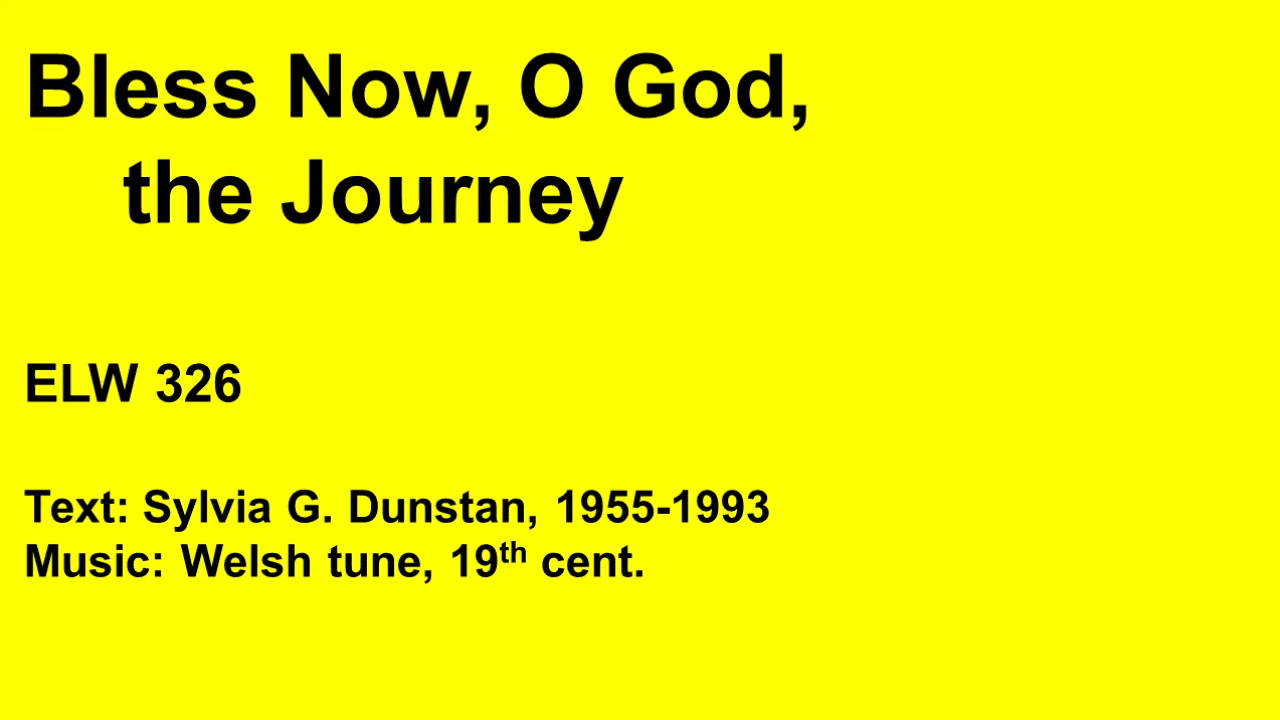 Bless Now, O God,
the Journey
ELW 326
Text: Sylvia G. Dunstan, 1955-1993
Music: Welsh tune, 19th cent.